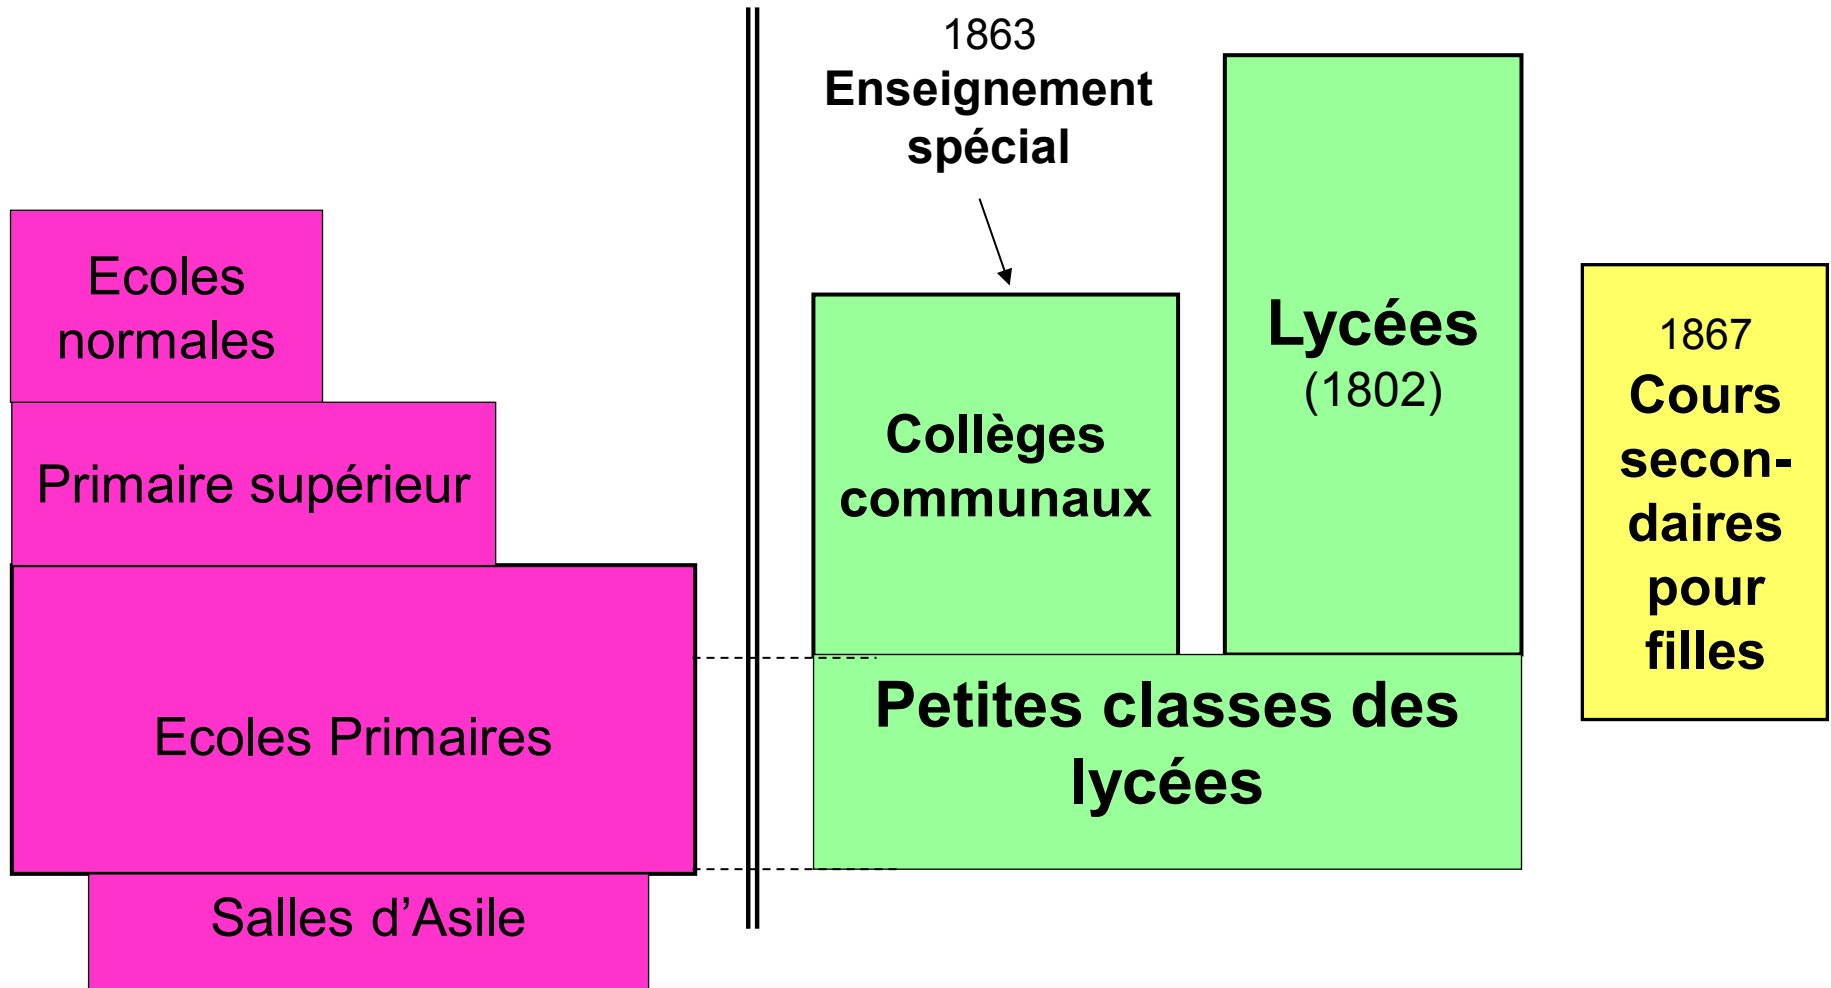 Ecoles
normales
Primaire supérieur
Ecoles Primaires
Salles d’Asile
1863
Enseignement
spécial
Collèges
communaux
Lycées
(1802)
Petites classes des
lycées
1867
Cours
secon-
daires
pour
filles